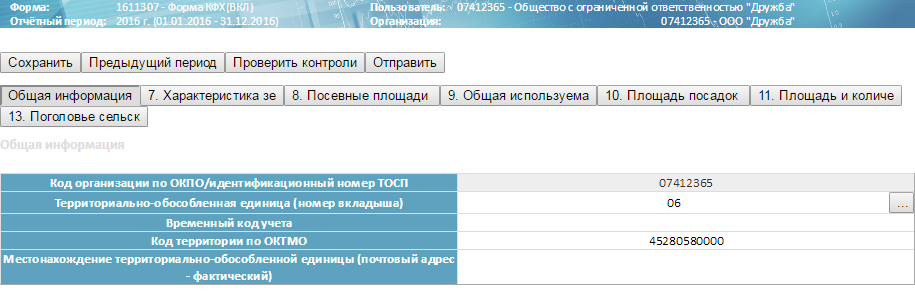 Форма: 1611307 - Форма КФХ(ВКЛ) Пользователь: 07412365 - Общество с ограниченной ответственностью "Дружба"
Отчётный период: 2016 г. (01.01.2016 - 31.12.2016) Организация: 07412365 - ООО "Дружба"
Сохранить Предыдущий период Проверить контроли Отправить
Общая информация 7. Характеристика зе 8. Посевные площади 9. Общая используема 10. Площадь посадок 11. Площадь и количе
13. Поголовье сельск
Общая информация
Код организации по ОКПО/идентификационный номер ТОСП 07412365
Территориально-обособленная единица (номер вкладыша) 06 ...
Временный код учета
Код территории по ОКТМО 45280580000
Местонахождение территориально-обособленной единицы (почтовый адрес
- фактический)